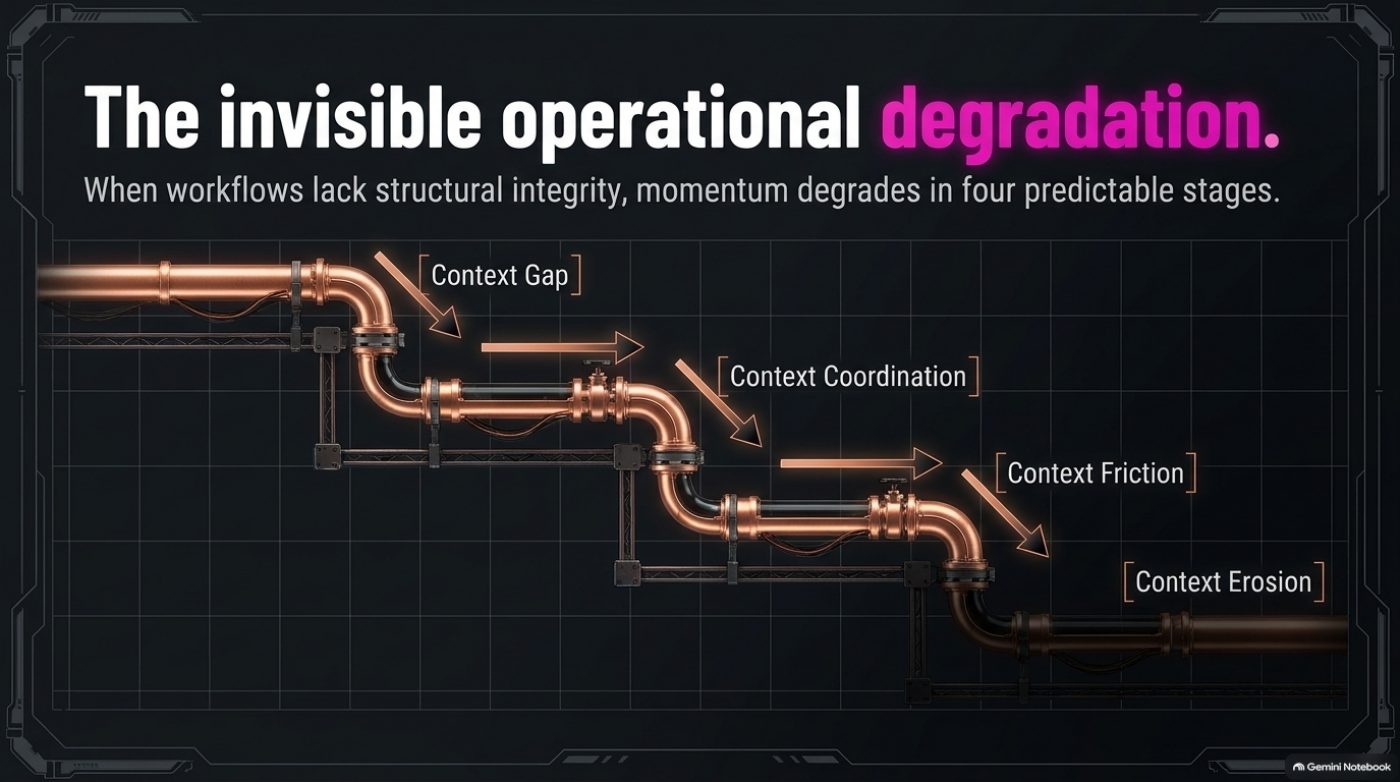 The invisible operational degradation.
When workflows lack structural integrity, momentum degrades in four predictable stages.
[Context Gap]
[Context Coordination]
[Context Friction]
[Context Erosion]
Gemini Notebook